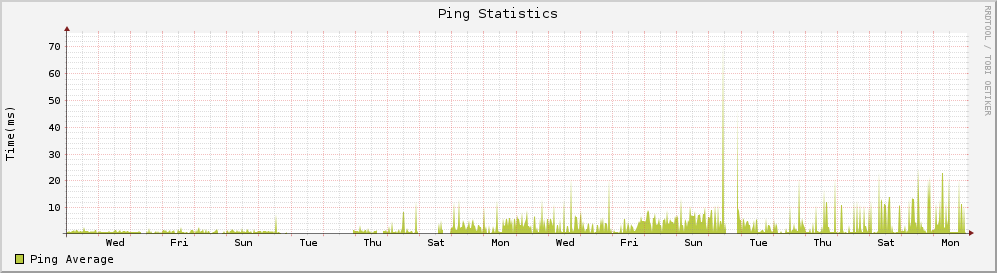 Ping Statistics
RRDTOOL / TOBI OETIKER
Time(ms)
70
60
50
40
30
20
10
Wed Fri Sun Tue Thu Sat Mon Wed Fri Sun Tue Thu Sat Mon
Ping Average